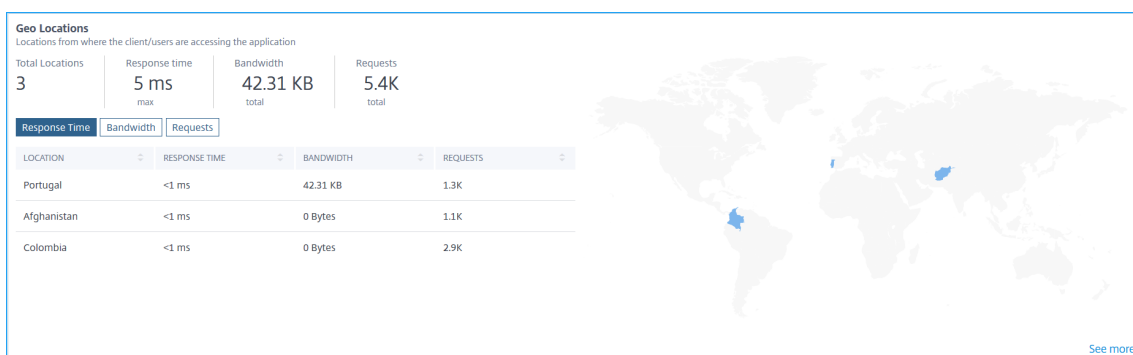 Geo Locations
Locations from where the client/users are accessing the application
Total Locations Response time Bandwidth Requests
3 5 ms 42.31 KB 5.4K
max total total
Response Time Bandwidth Requests
LOCATION RESPONSE TIME BANDWIDTH REQUESTS
Portugal <1 ms 42.31 KB 1.3K
Afghanistan <1 ms 0 Bytes 1.1K
Colombia <1 ms 0 Bytes 2.9K
See more